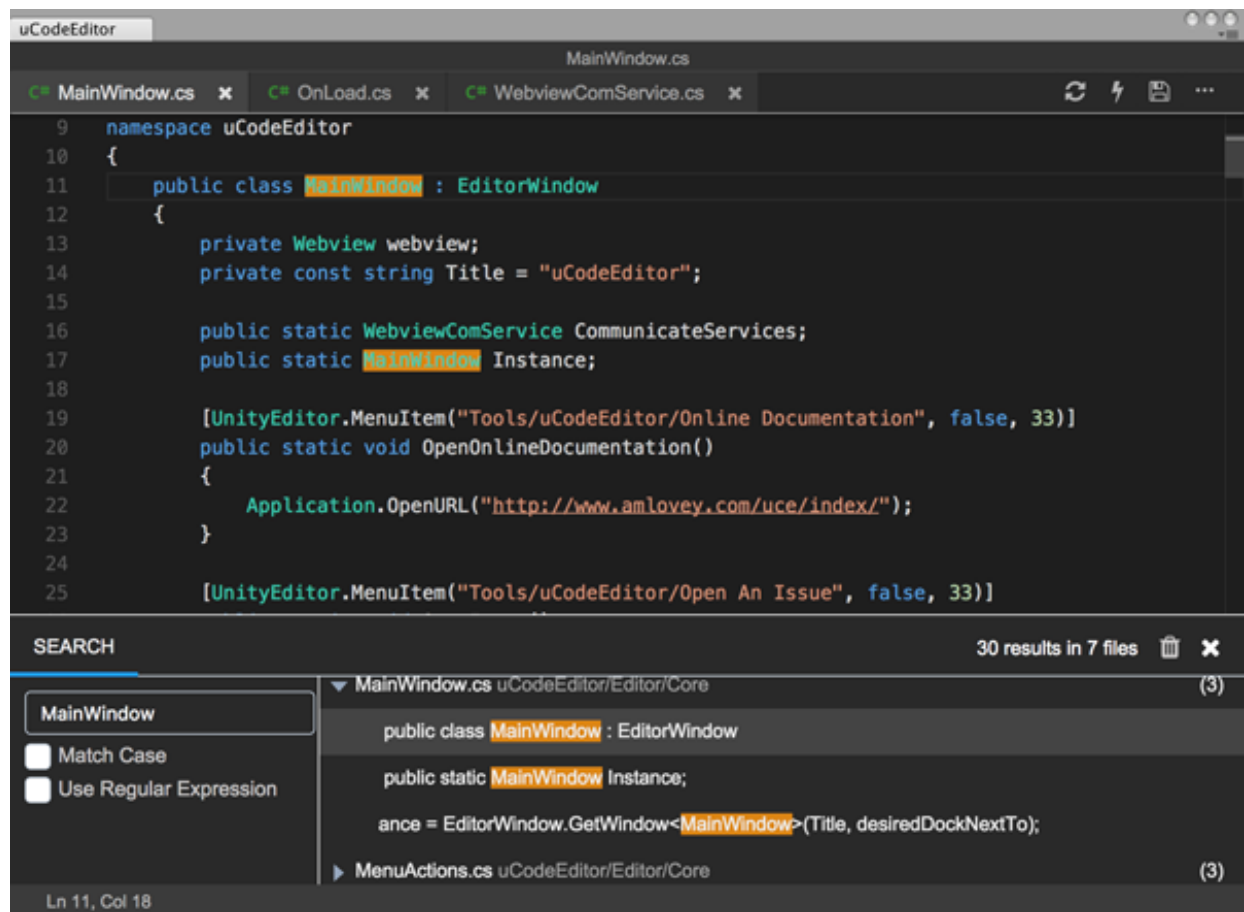 uCodeEditor
MainWindow.cs
C# MainWindow.cs C# OnLoad.cs C# WebviewComService.cs
9 namespace uCodeEditor
10 {
11 public class MainWindow : EditorWindow
12 {
13 private Webview webview;
14 private const string Title = "uCodeEditor";
15
16 public static WebviewComService CommunicateServices;
17 public static MainWindow Instance;
18
19 [UnityEditor.MenuItem("Tools/uCodeEditor/Online Documentation", false, 33)]
20 public static void OpenOnlineDocumentation()
21 {
22 Application.OpenURL("http://www.amlovey.com/uce/index/");
23 }
24
25 [UnityEditor.MenuItem("Tools/uCodeEditor/Open An Issue", false, 33)]
SEARCH 30 results in 7 files
MainWindow
Match Case
Use Regular Expression
MainWindow.cs uCodeEditor/Editor/Core (3)
public class MainWindow : EditorWindow
public static MainWindow Instance;
ance = EditorWindow.GetWindow<MainWindow>(Title, desiredDockNextTo);
MenuActions.cs uCodeEditor/Editor/Core (3)
Ln 11, Col 18